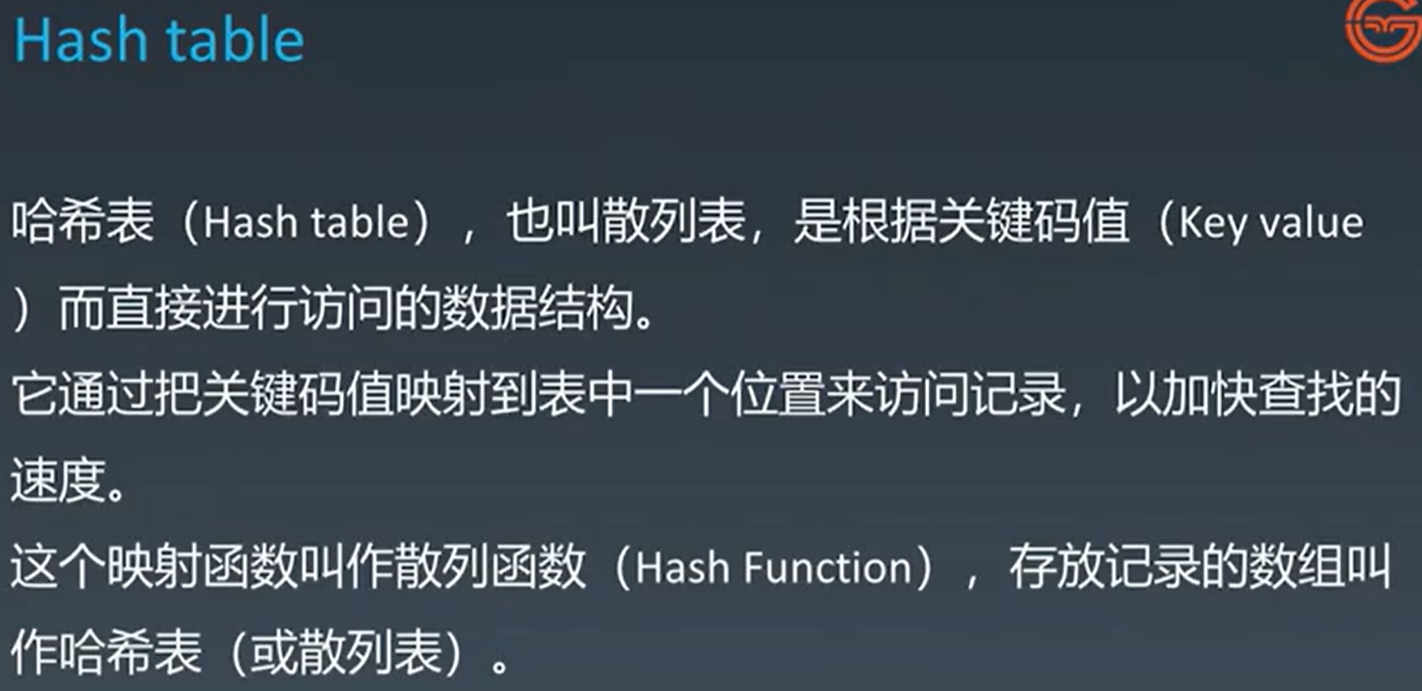 Hash table
哈希表（Hash table），也叫散列表，是根据关键码值（Key value
）而直接进行访问的数据结构。
它通过把关键码值映射到表中一个位置来访问记录，以加快查找的
速度。
这个映射函数叫作散列函数（Hash Function），存放记录的数组叫
作哈希表（或散列表）。